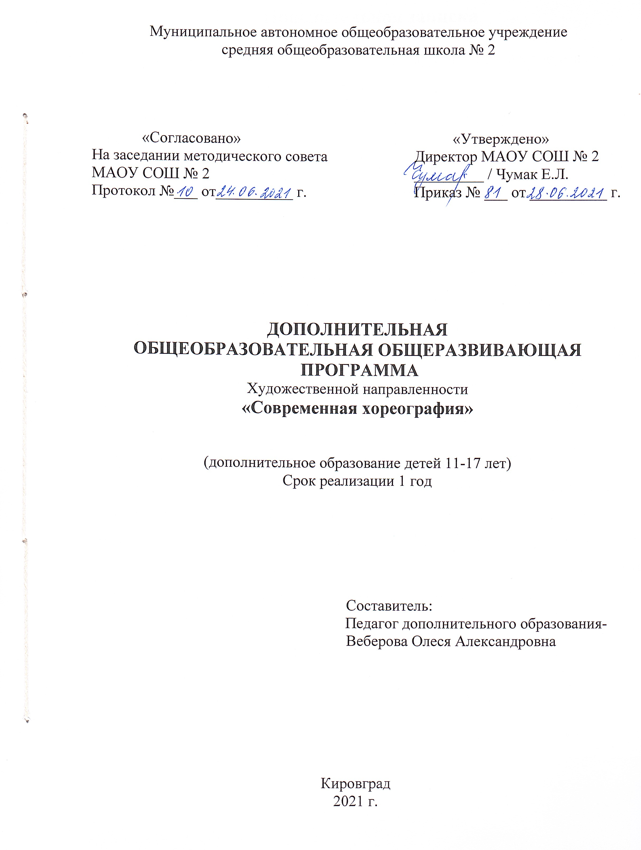 Муниципальное автономное общеобразовательное учреждение
средняя общеобразовательная школа № 2
«Согласовано»
На заседании методического совета
МАОУ СОШ № 2
Протокол № 10 от 24.06.2021 г.
«Утверждено»
Директор МАОУ СОШ № 2
Чумак / Чумак Е.Л.
Приказ № 81 от 28.06.2021 г.
ДОПОЛНИТЕЛЬНАЯ
ОБЩЕОБРАЗОВАТЕЛЬНАЯ ОБЩЕРАЗВИВАЮЩАЯ
ПРОГРАММА
Художественной направленности
«Современная хореография»
(дополнительное образование детей 11-17 лет)
Срок реализации 1 год
Составитель:
Педагог дополнительного образования-
Веберова Олеся Александровна
Кировград
2021 г.